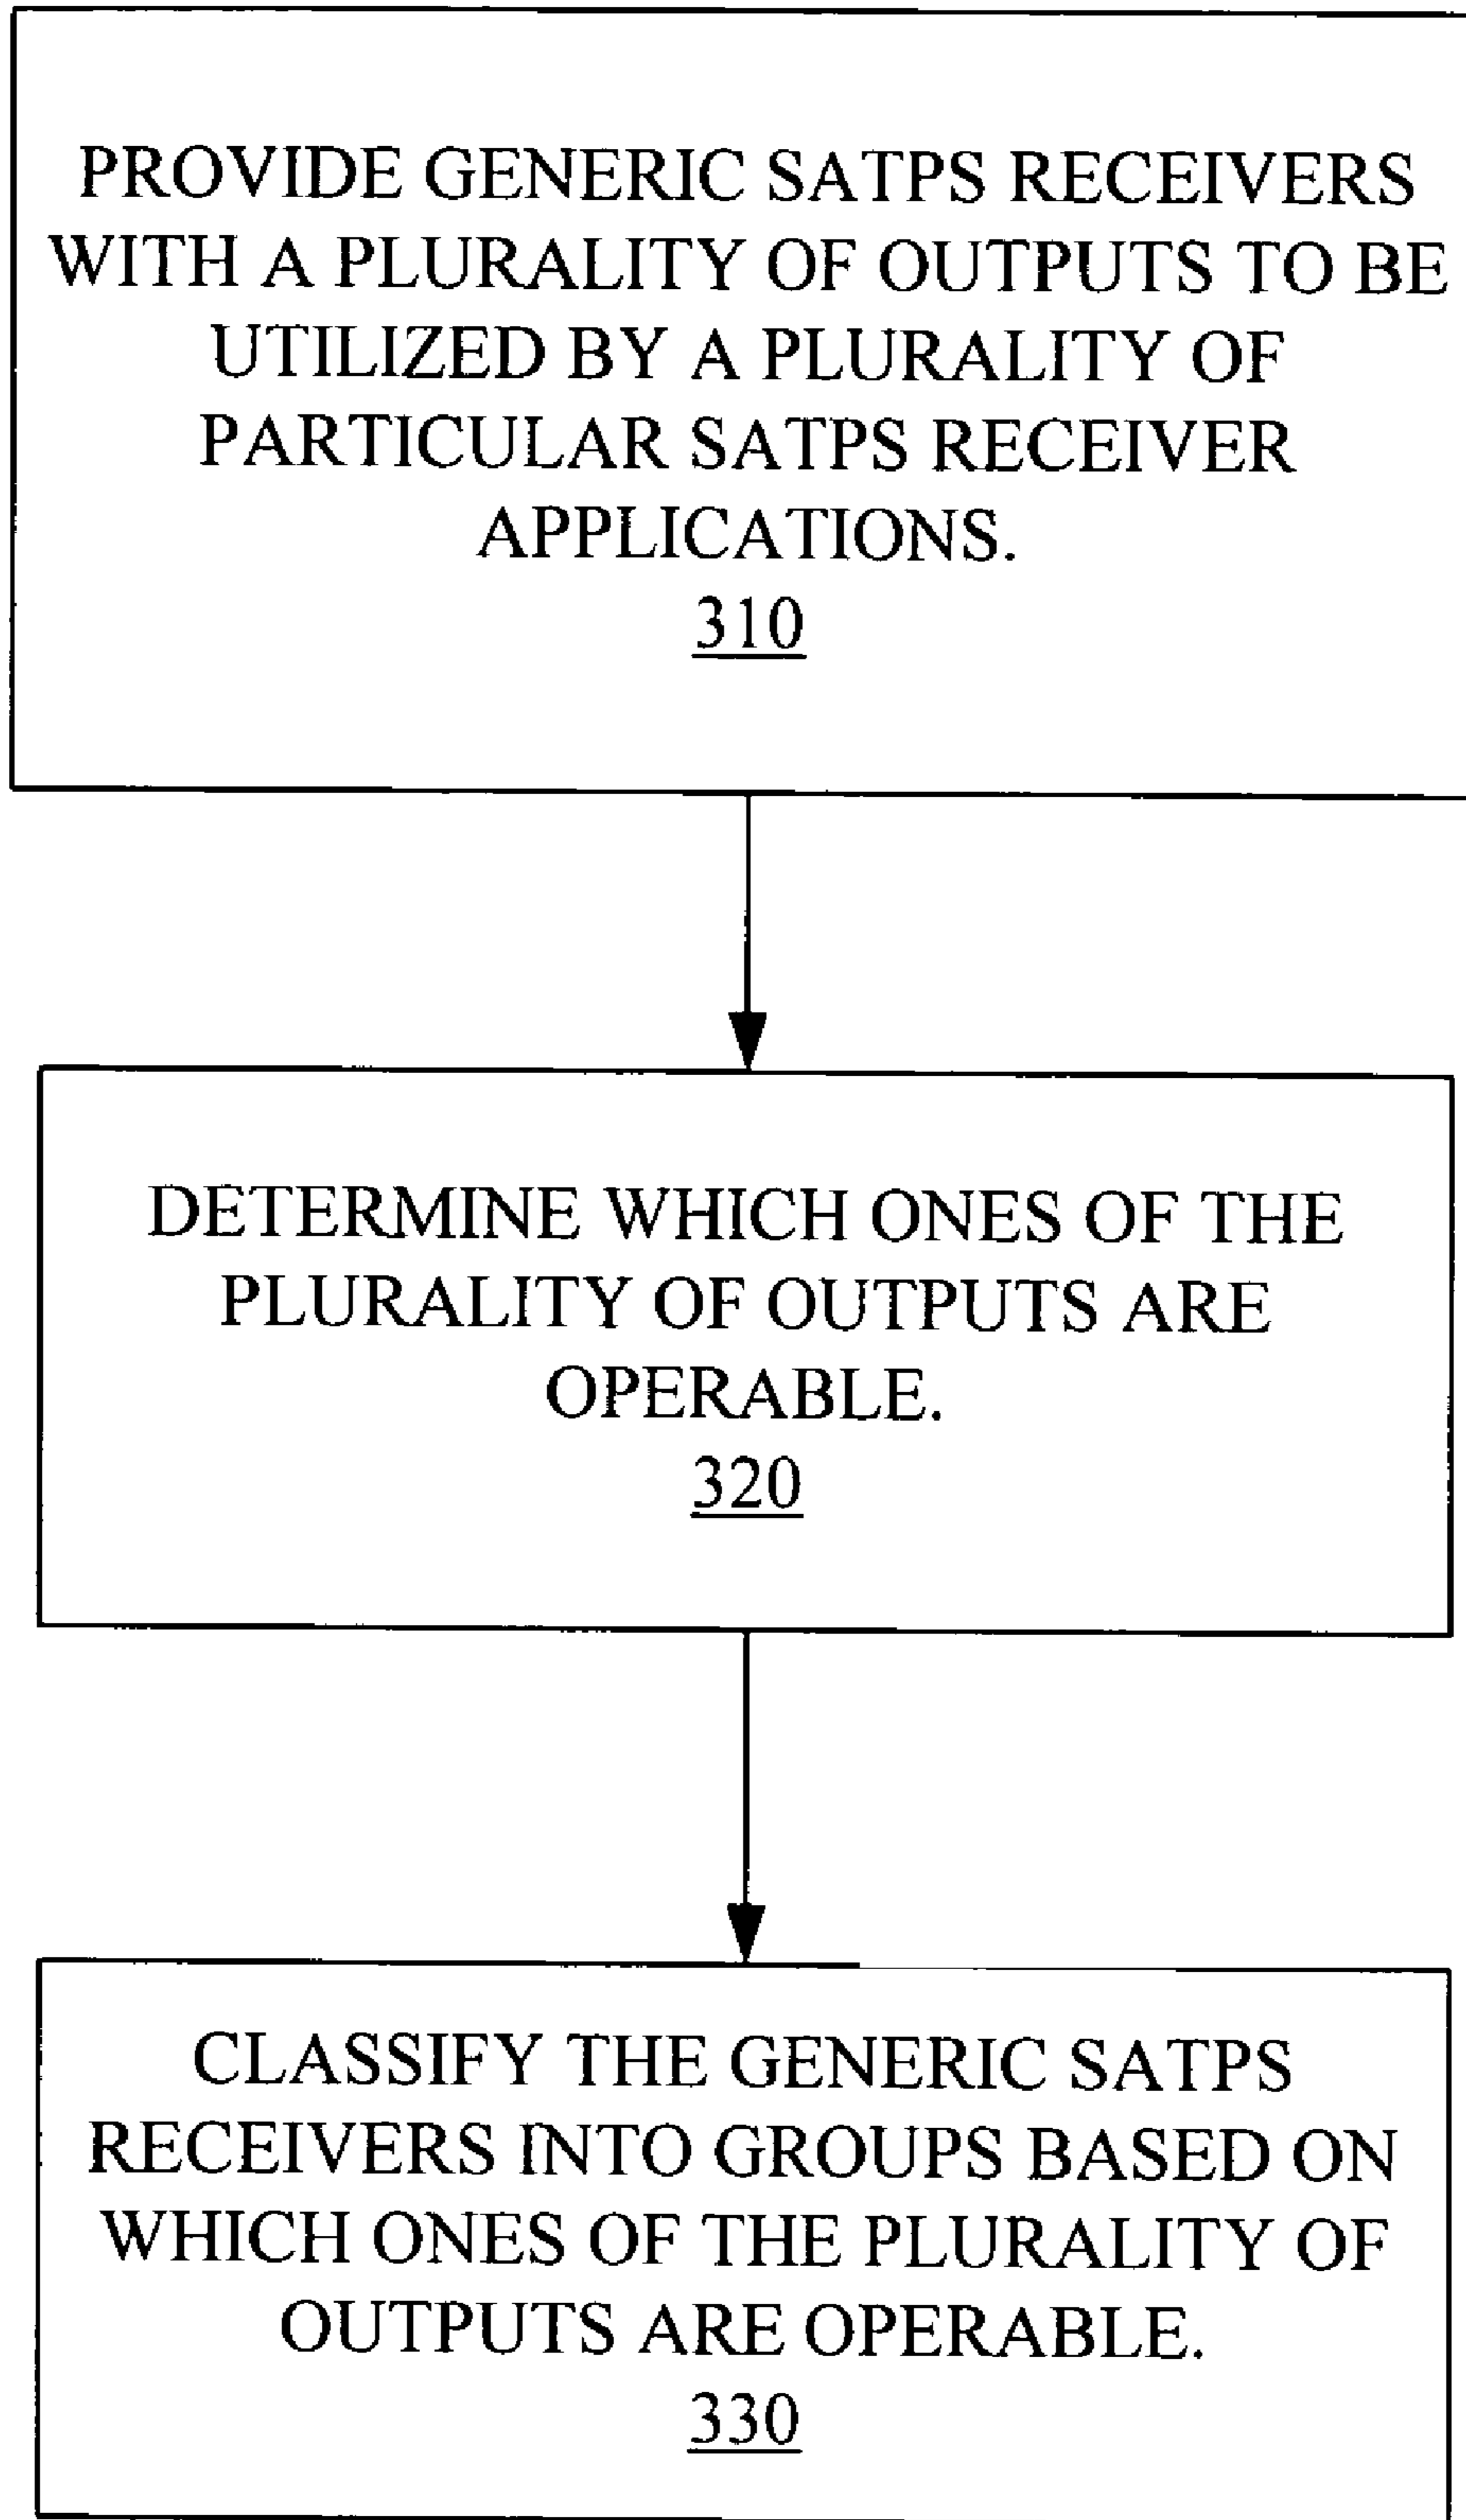 PROVIDE GENERIC SATPS RECEIVERS
WITH A PLURALITY OF OUTPUTS TO BE
UTILIZED BY A PLURALITY OF
PARTICULAR SATPS RECEIVER
APPLICATIONS.
310
DETERMINE WHICH ONES OF THE
PLURALITY OF OUTPUTS ARE
OPERABLE.
320
CLASSIFY THE GENERIC SATPS
RECEIVERS INTO GROUPS BASED ON
WHICH ONES OF THE PLURALITY OF
OUTPUTS ARE OPERABLE.
330